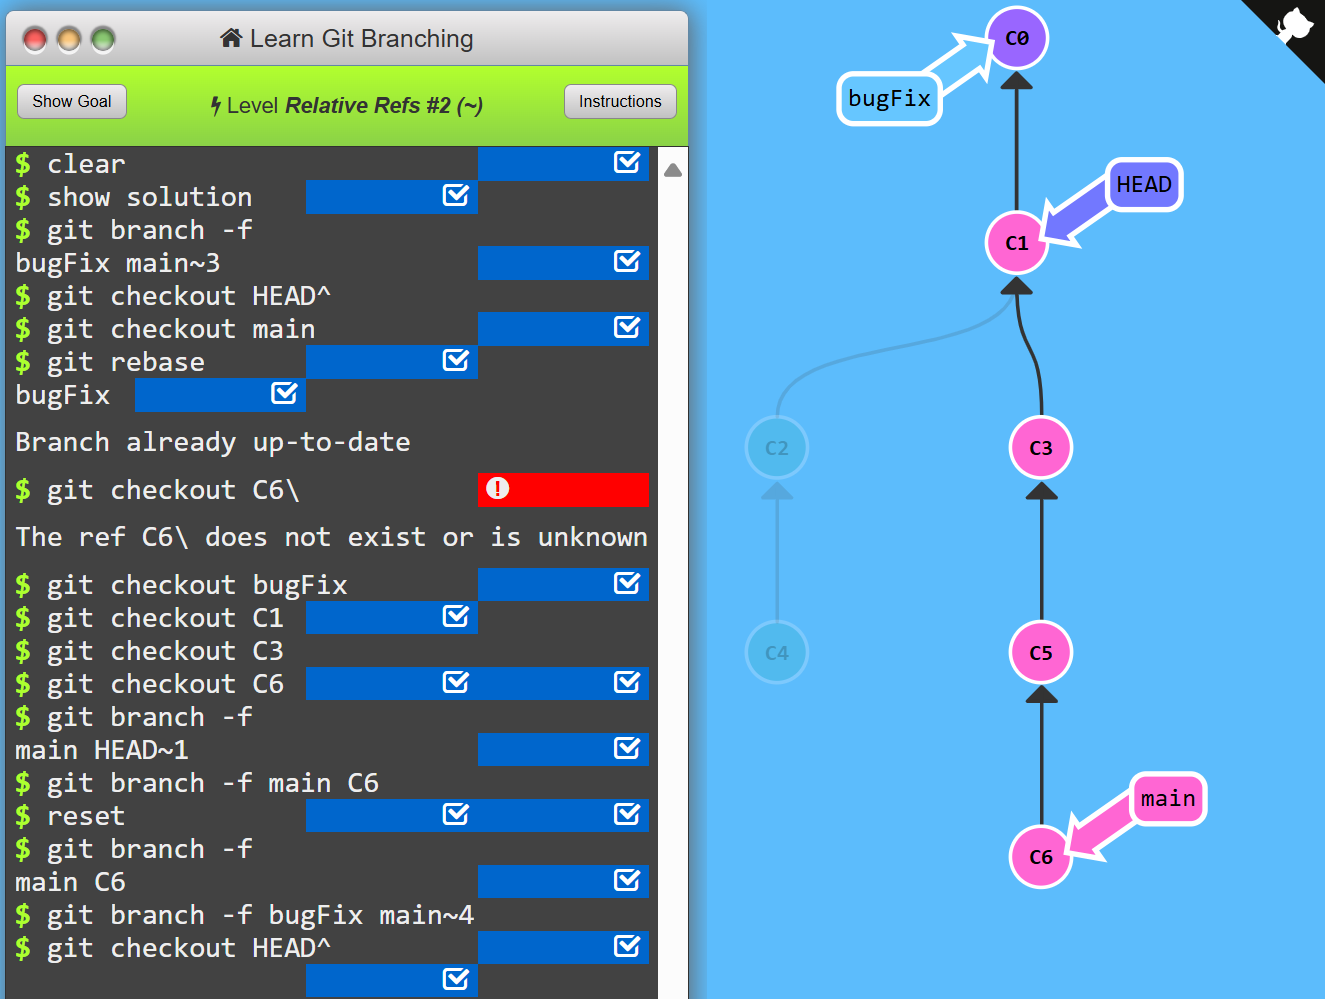 Learn Git Branching
Show Goal
Level Relative Refs #2 (~)
Instructions
$ clear
$ show solution
$ git branch -f
bugFix main~3
$ git checkout HEAD^
$ git checkout main
$ git rebase
bugFix
Branch already up-to-date
$ git checkout C6\
The ref C6\ does not exist or is unknown
$ git checkout bugFix
$ git checkout C1
$ git checkout C3
$ git checkout C6
$ git branch -f
main HEAD~1
$ git branch -f main C6
$ reset
$ git branch -f
main C6
$ git branch -f bugFix main~4
$ git checkout HEAD^
C0
bugFix
HEAD
C1
C2
C3
C4
C5
main
C6